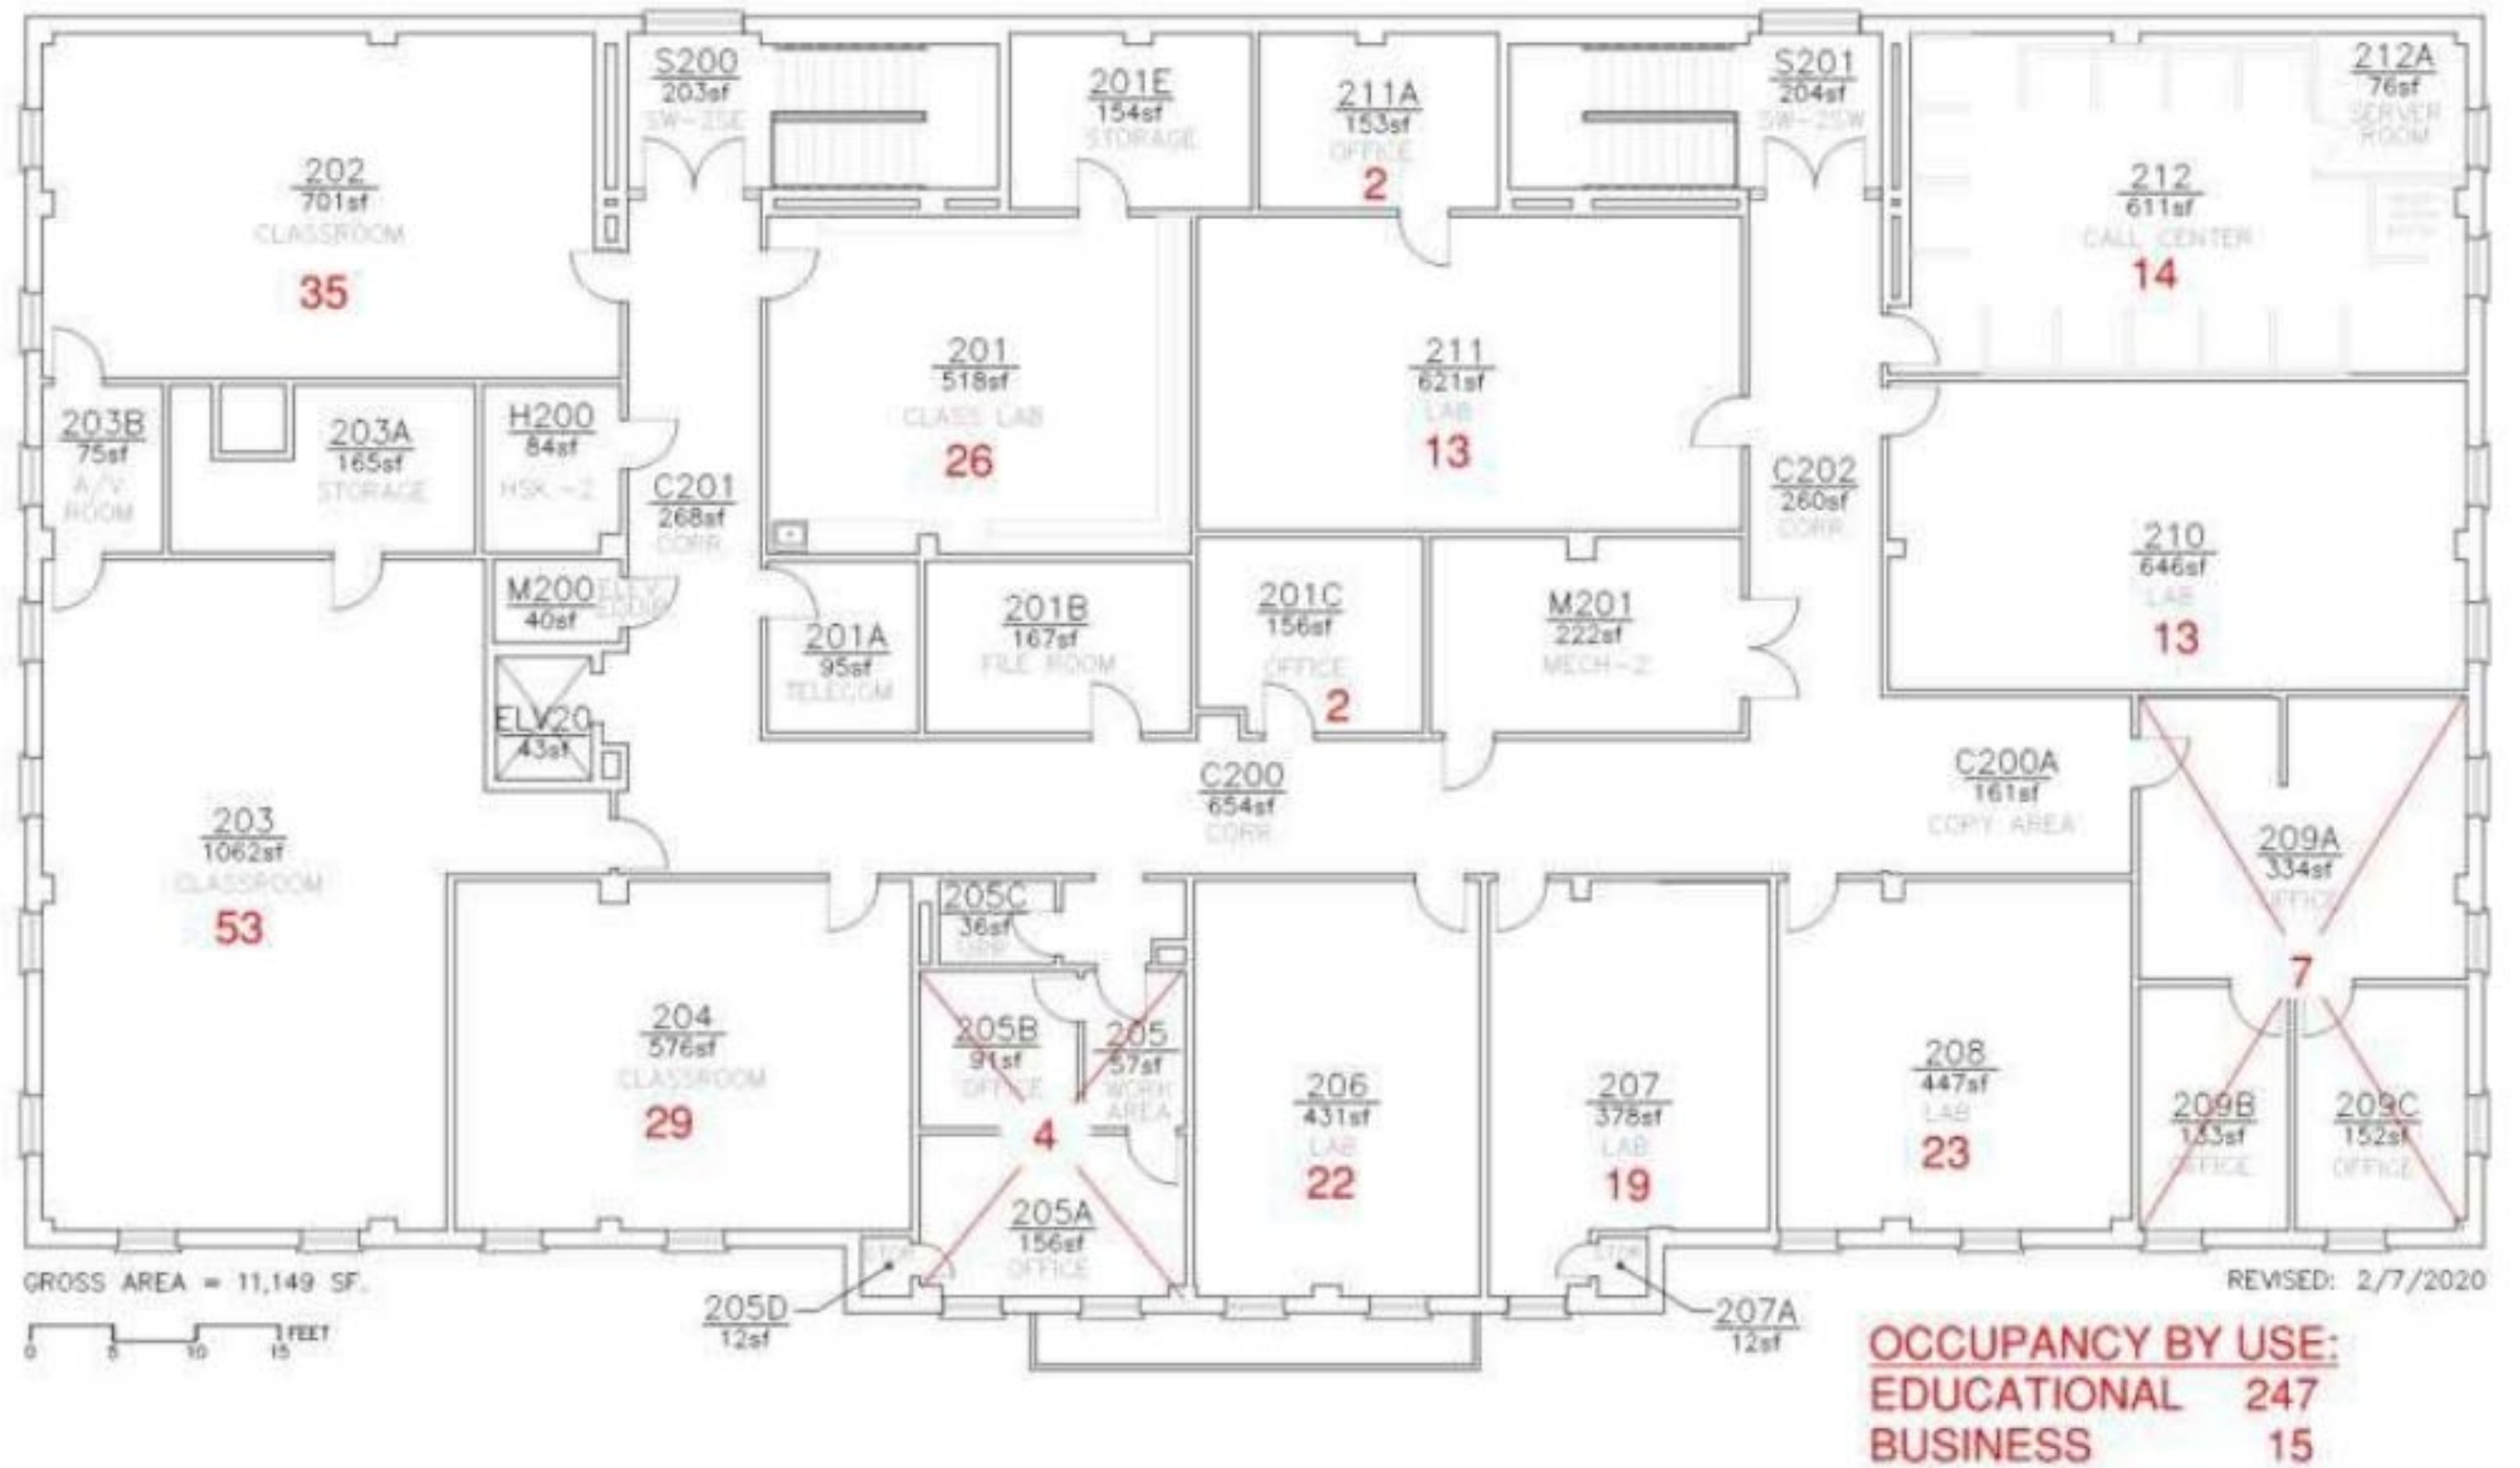 S200
203sf
SW-2SE
201E
154sf
STORAGE
211A
153sf
OFFICE
2
S201
204sf
SW-2SW
212A
76sf
SERVER
ROOM
202
701sf
CLASSROOM
35
212
611sf
CALL CENTER
14
201
518sf
CLASS LAB
26
211
621sf
LAB
13
203B
75sf
A/V
ROOM
203A
165sf
STORAGE
H200
84sf
HSK-2
C201
268sf
CORR.
C202
260sf
CORR.
210
646sf
LAB
13
M200
40sf
ELEV.
201A
95sf
TELECOM
201B
167sf
FILE ROOM
201C
156sf
OFFICE
2
M201
222sf
MECH-2
ELV20
43sf
C200
654sf
CORR.
C200A
161sf
COPY AREA
203
1062sf
CLASSROOM
53
209A
334sf
OFFICE
7
205C
36sf
204
576sf
CLASSROOM
29
205B
91sf
OFFICE
205
57sf
WORK
AREA
4
205A
156sf
OFFICE
206
431sf
LAB
22
207
378sf
LAB
19
208
447sf
LAB
23
209B
133sf
OFFICE
209C
152sf
OFFICE
STOR
STOR
205D
12sf
207A
12sf
GROSS AREA = 11,149 SF.
0 5 10 15 FEET
REVISED: 2/7/2020
OCCUPANCY BY USE:
EDUCATIONAL 247
BUSINESS 15